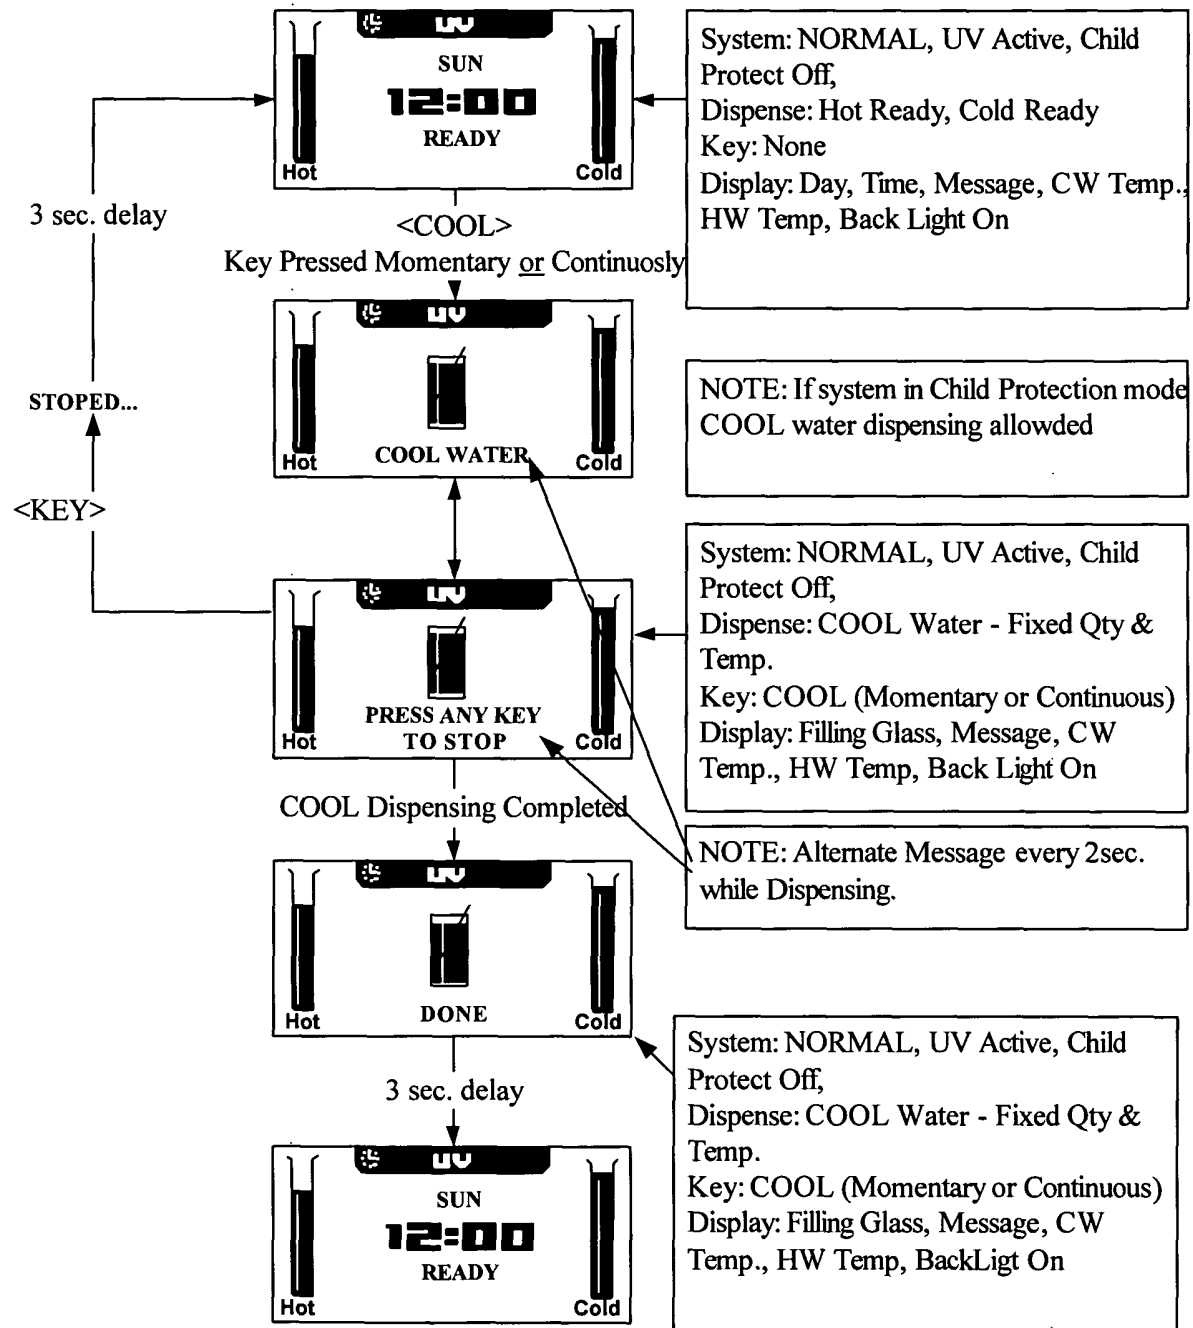 UV
SUN
12:00
READY
Hot
Cold
System: NORMAL, UV Active, Child
Protect Off,
Dispense: Hot Ready, Cold Ready
Key: None
Display: Day, Time, Message, CW Temp.,
HW Temp, Back Light On
3 sec. delay
<COOL>
Key Pressed Momentary or Continuosly
UV
COOL WATER
Hot
Cold
NOTE: If system in Child Protection mode
COOL water dispensing allowded
STOPED...
<KEY>
UV
PRESS ANY KEY
TO STOP
Hot
Cold
System: NORMAL, UV Active, Child
Protect Off,
Dispense: COOL Water - Fixed Qty &
Temp.
Key: COOL (Momentary or Continuous)
Display: Filling Glass, Message, CW
Temp., HW Temp, Back Light On
COOL Dispensing Completed
NOTE: Alternate Message every 2sec.
while Dispensing.
UV
DONE
Hot
Cold
System: NORMAL, UV Active, Child
Protect Off,
Dispense: COOL Water - Fixed Qty &
Temp.
Key: COOL (Momentary or Continuous)
Display: Filling Glass, Message, CW
Temp., HW Temp, BackLigt On
3 sec. delay
UV
SUN
12:00
READY
Hot
Cold